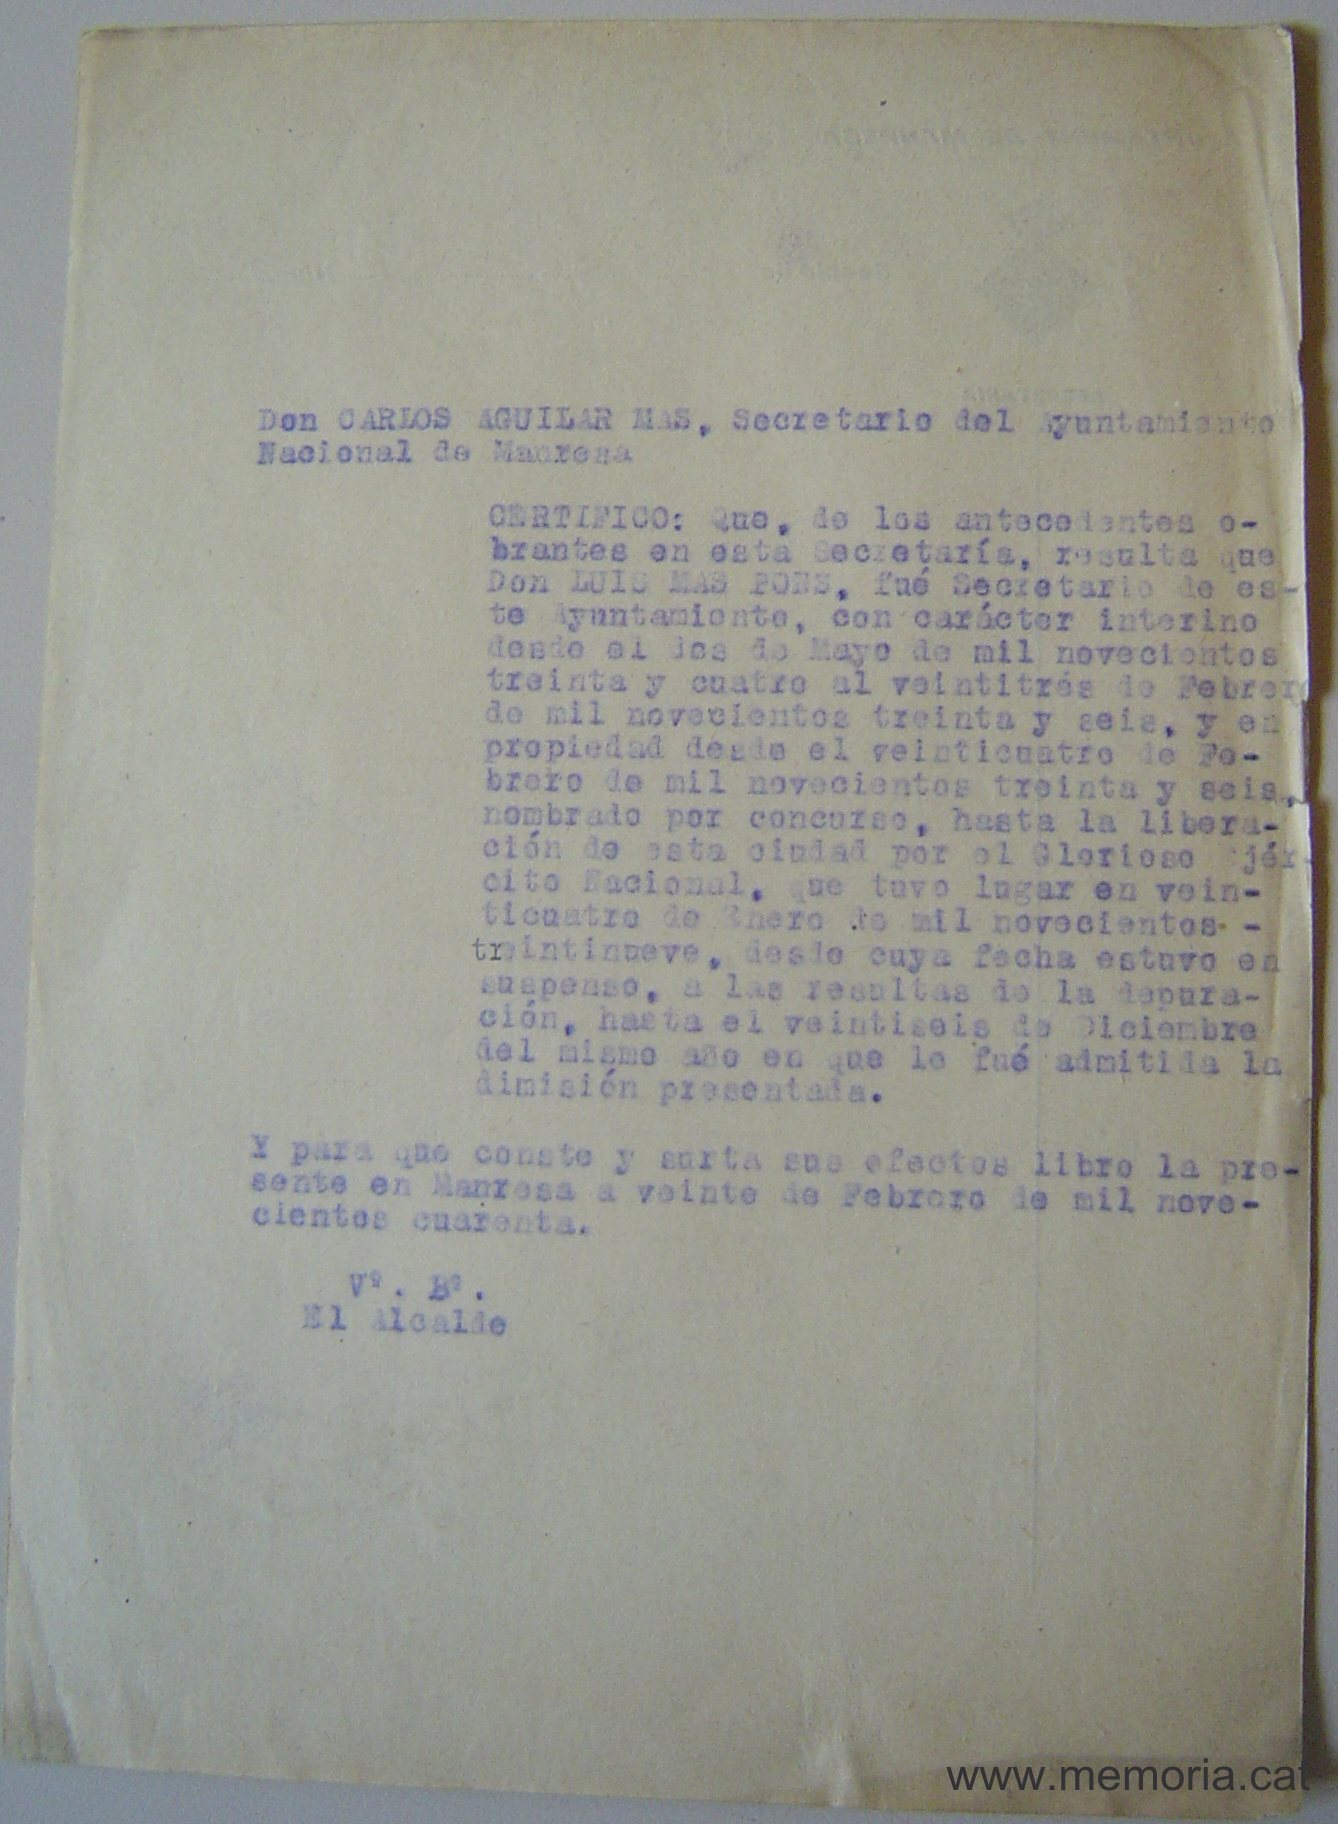 Don CARLOS AGUILAR MAS, Secretario del Ayuntamiento
Nacional de Manresa
CERTIFICO: Que, de los antecedentes o-
brantes en esta Secretaría, resulta que
Don LUIS MAS PONS, fué Secretario de es-
te Ayuntamiento, con carácter interino
desde el dos de Mayo de mil novecientos
treinta y cuatro al veintitrés de Febrero
de mil novecientos treinta y seis, y en
propiedad desde el veinticuatro de Fe-
brero de mil novecientos treinta y seis,
nombrado por concurso, hasta la libera-
ción de esta ciudad por el Glorioso Ejér-
cito Nacional, que tuvo lugar en vein-
ticuatro de Enero de mil novecientos -
treintinueve, desde cuya fecha estuvo en
suspenso, a las resultas de la depura-
ción, hasta el veintiseis de Diciembre
del mismo año en que le fué admitida la
dimisión presentada.
Y para que conste y surta sus efectos libro la pre-
sente en Manresa a veinte de Febrero de mil nove-
cientos cuarenta.
Vº. Bº.
El Alcalde
www.memoria.cat